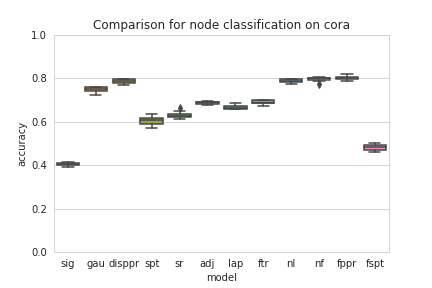 Comparison for node classification on cora
1.0
0.8
0.6
0.4
0.2
0.0
accuracy
sig gau disppr spt sr adj lap ftr nl nf fppr fspt
model